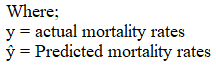 Where;
y = actual mortality rates
ŷ = Predicted mortality rates